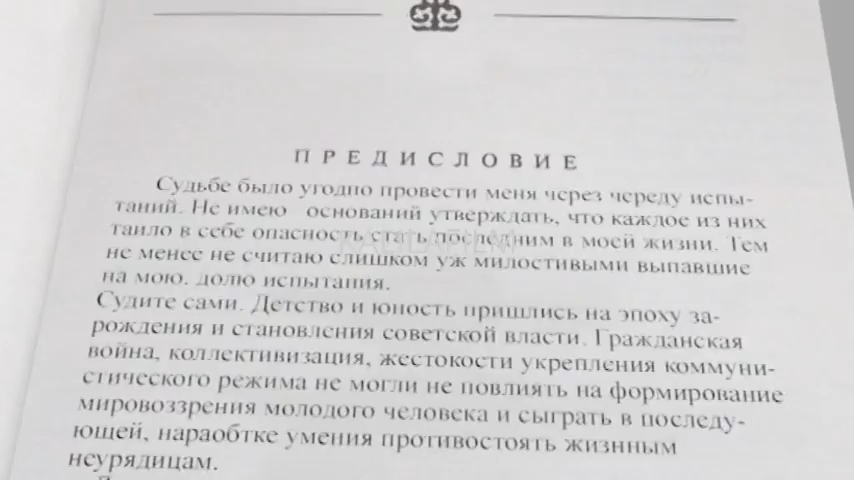 ПРЕДИСЛОВИЕ
Судьбе было угодно провести меня через череду испы-
таний. Не имею оснований утверждать, что каждое из них
таило в себе опасность стать последним в моей жизни. Тем
не менее не считаю слишком уж милостивыми выпавшие
на мою. долю испытания.
Судите сами. Детство и юность пришлись на эпоху за-
рождения и становления советской власти. Гражданская
война, коллективизация, жестокости укрепления коммуни-
стического режима не могли не повлиять на формирование
мировоззрения молодого человека и сыграть в последу-
ющей, нараобтке умения противостоять жизнным
неурядицам.